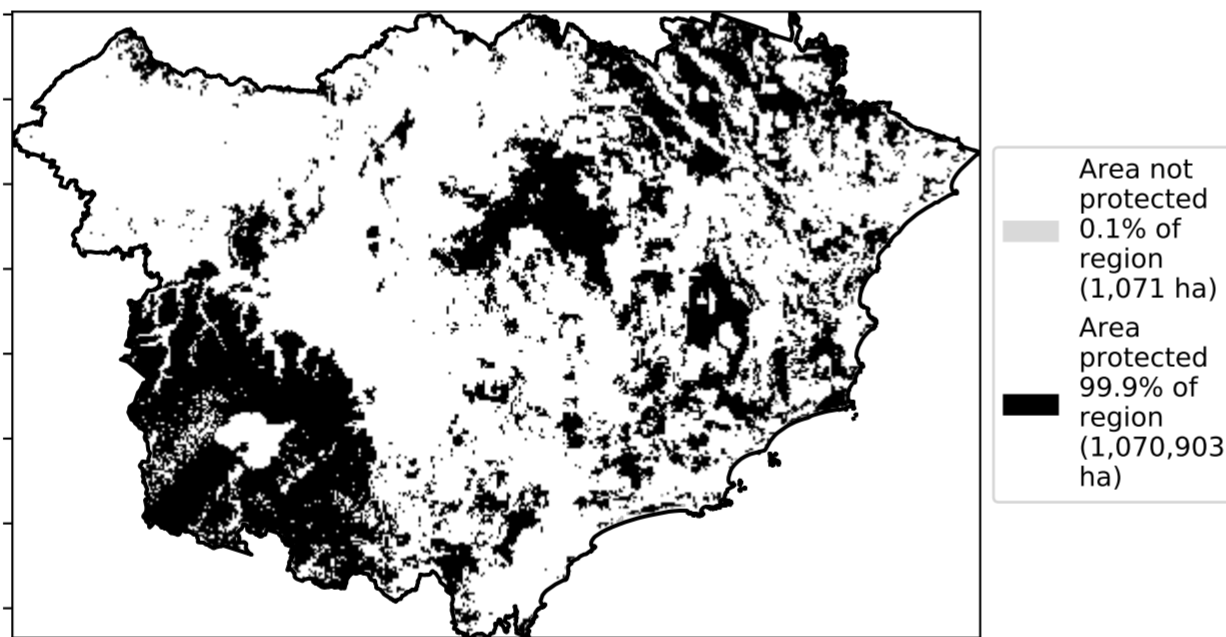 Area not
protected
0.1% of
region
(1,071 ha)
Area
protected
99.9% of
region
(1,070,903
ha)